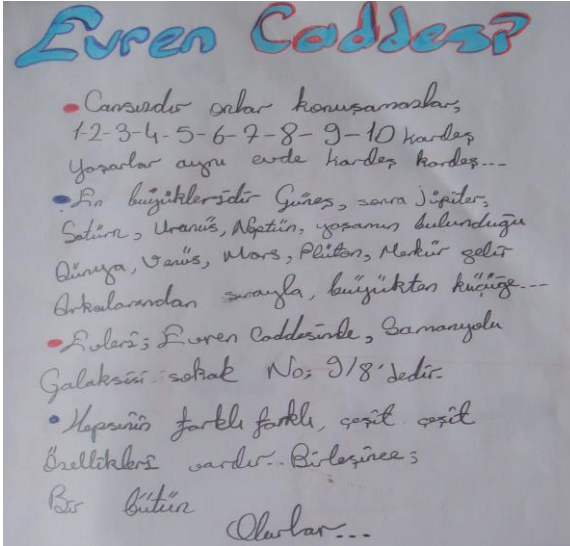 Evren Caddesi
• Cansızdır onlar konuşamazlar,
1-2-3-4-5-6-7-8-9-10 kardeş
Yaşarlar aynı evde kardeş kardeş...
• En büyükleridir Güneş, sonra Jüpiter,
Satürn, Uranüs, Neptün, yaşamın bulunduğu
Dünya, Venüs, Mars, Plüton, Merkür gelir
Arkalarından sırayla, büyükten küçüğe...
• Evleri; Evren Caddesinde, Samanyolu
Galaksisi sokak No: 9/8'dedir.
• Hepsinin farklı farklı, çeşit çeşit
Özellikleri vardır.. Birleşince;
Bir bütün
Olurlar...